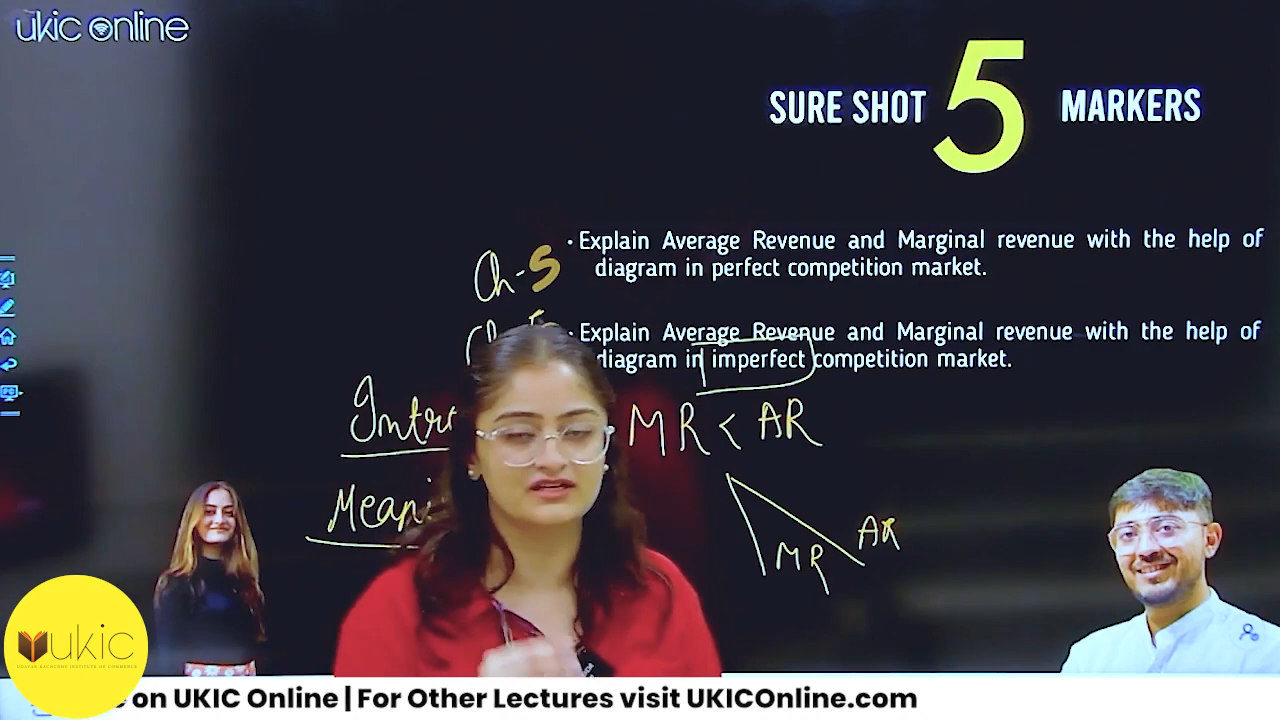 ukic online
SURE SHOT 5 MARKERS
Ch-5
• Explain Average Revenue and Marginal revenue with the help of
diagram in perfect competition market.
• Explain Average Revenue and Marginal revenue with the help of
diagram in imperfect competition market.
MR < AR
AR
MR
ukic
on UKIC Online | For Other Lectures visit UKICOnline.com